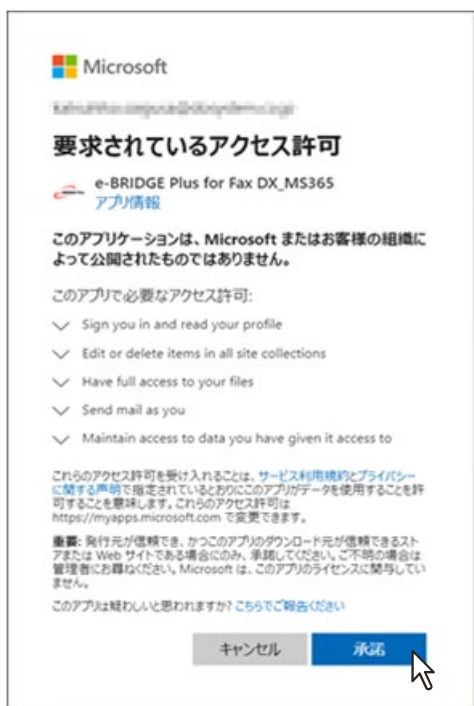 Microsoft
要求されているアクセス許可
e-BRIDGE Plus for Fax DX_MS365
アプリ情報
このアプリケーションは、Microsoft またはお客様の組織に
よって公開されたものではありません。
このアプリで必要なアクセス許可:
Sign you in and read your profile
Edit or delete items in all site collections
Have full access to your files
Send mail as you
Maintain access to data you have given it access to
これらのアクセス許可を受け入れることは、サービス利用規約とプライバシー
に関する声明で指定されているとおりにこのアプリがデータを使用することを許
可することを意味します。これらのアクセス許可は
https://myapps.microsoft.com で変更できます。
重要: 発行元が信頼でき、かつこのアプリのダウンロード元が信頼できるスト
アまたは Web サイトである場合にのみ、承諾してください。ご不明の場合は
管理者にお尋ねください。Microsoft は、このアプリのライセンスに関与してい
ません。
このアプリは疑わしいと思われますか? こちらでご報告ください
キャンセル
承諾